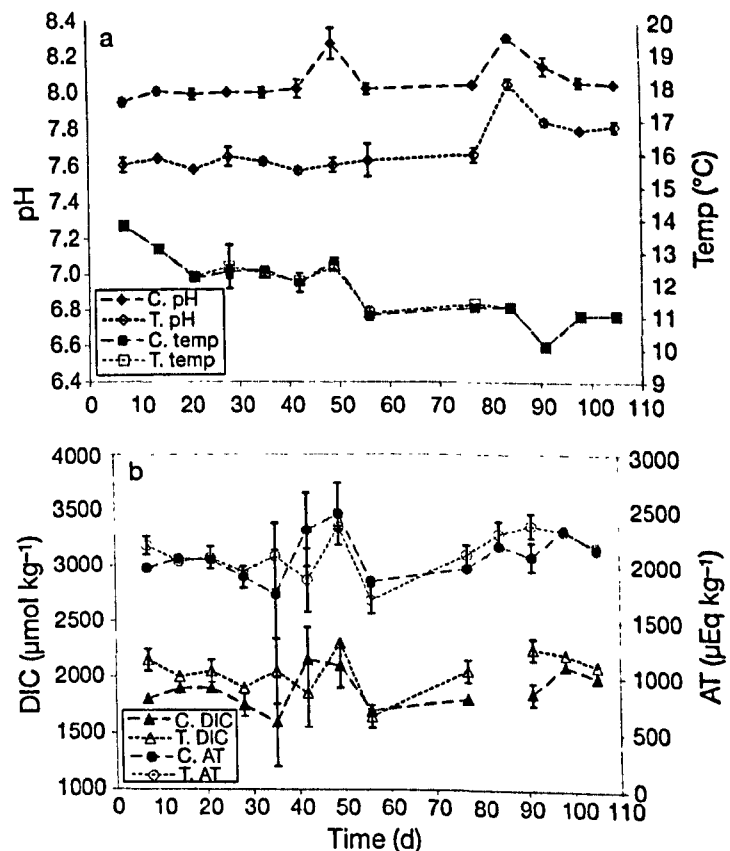 a
8.4
8.2
8.0
7.8
7.6
7.4
7.2
7.0
6.8
6.6
6.4
pH
20
19
18
17
16
15
14
13
12
11
10
9
Temp (°C)
C. pH
T. pH
C. temp
T. temp
0 10 20 30 40 50 60 70 80 90 100 110
b
4000
3500
3000
2500
2000
1500
1000
DIC (µmol kg⁻¹)
3000
2500
2000
1500
1000
500
0
AT (µEq kg⁻¹)
C. DIC
T. DIC
C. AT
T. AT
0 10 20 30 40 50 60 70 80 90 100 110
Time (d)